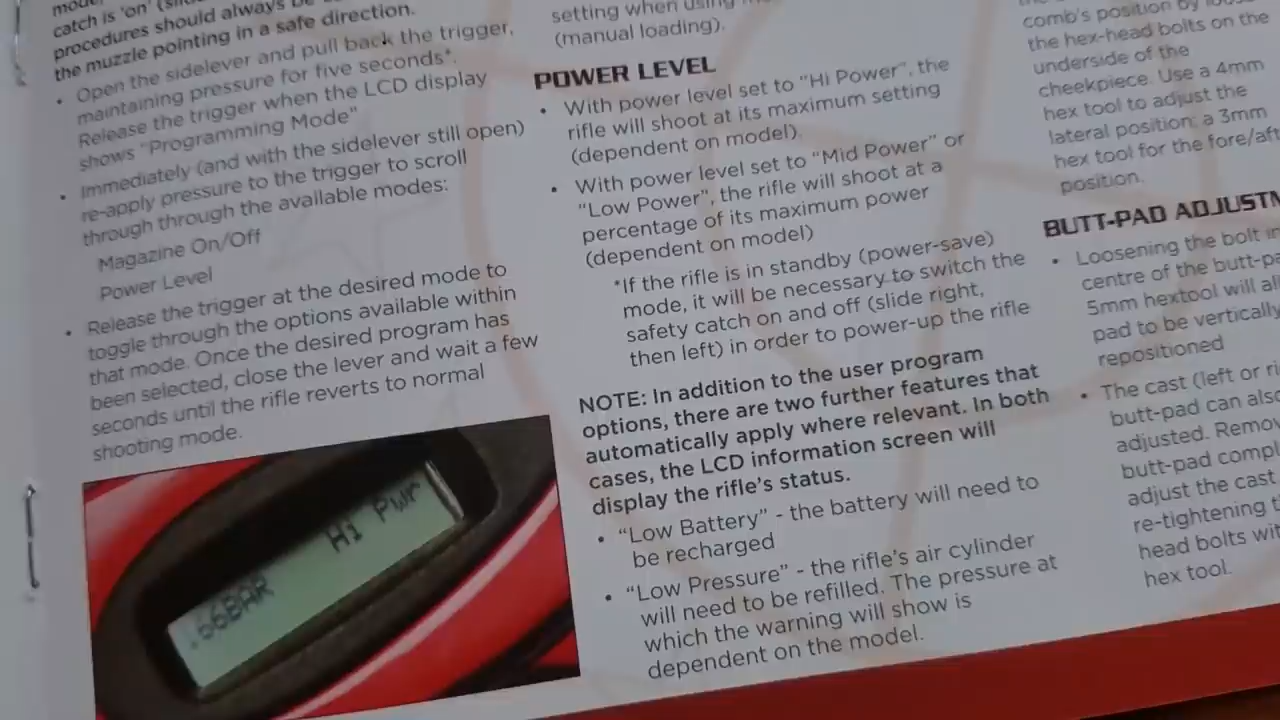 catch is 'on'
procedures should always be
the muzzle pointing in a safe direction.
• Open the sidelever and pull back the trigger,
maintaining pressure for five seconds*.
Release the trigger when the LCD display
shows "Programming Mode"
• Immediately (and with the sidelever still open)
re-apply pressure to the trigger to scroll
through through the available modes:
Magazine On/Off
Power Level
• Release the trigger at the desired mode to
toggle through the options available within
that mode. Once the desired program has
been selected, close the lever and wait a few
seconds until the rifle reverts to normal
shooting mode.
Hi Pwr
66BAR
setting when using
(manual loading).
POWER LEVEL
• With power level set to "Hi Power", the
rifle will shoot at its maximum setting
(dependent on model).
• With power level set to "Mid Power" or
"Low Power", the rifle will shoot at a
percentage of its maximum power
(dependent on model)
*If the rifle is in standby (power-save)
mode, it will be necessary to switch the
safety catch on and off (slide right,
then left) in order to power-up the rifle
NOTE: In addition to the user program
options, there are two further features that
automatically apply where relevant. In both
cases, the LCD information screen will
display the rifle's status.
• "Low Battery" - the battery will need to
be recharged
• "Low Pressure" - the rifle's air cylinder
will need to be refilled. The pressure at
which the warning will show is
dependent on the model.
comb's position by
the hex-head bolts on the
underside of the
cheekpiece. Use a 4mm
hex tool to adjust the
lateral position; a 3mm
hex tool for the fore/aft
position.
BUTT-PAD ADJUSTM
• Loosening the bolt in
centre of the butt-pa
5mm hextool will all
pad to be vertically
repositioned
• The cast (left or ri
butt-pad can also
adjusted. Remov
butt-pad compl
adjust the cast
re-tightening t
head bolts wit
hex tool.